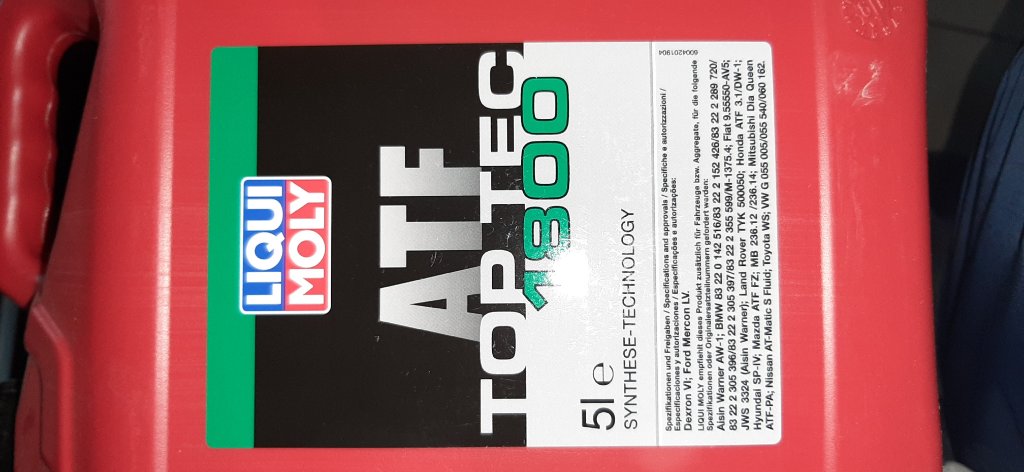 LIQUI
MOLY
ATF
TOP TEC
1800
5l e
SYNTHESE-TECHNOLOGY
6004201904
Spezifikationen und Freigaben / Specifications and approvals / Specifiche e autorizzazioni /
Especificaciones y autorizaciones / Especificações e autorizações:
Dexron VI; Ford Mercon LV.
LIQUI MOLY empfiehlt dieses Produkt zusätzlich für Fahrzeuge bzw. Aggregate, für die folgende
Spezifikationen oder Originalersatzteilnummern gefordert werden:
Aisin Warner AW-1; BMW 83 22 0 142 516/83 22 2 152 426/83 22 2 289 720/
83 22 2 305 396/83 22 2 305 397/83 22 2 355 599/M-1375.4; Fiat 9.55550-AV5;
JWS 3324 (Aisin Warner); Land Rover TYK 500050; Honda ATF 3.1/DW-1;
Hyundai SP-IV; Mazda ATF FZ; MB 236.12 /236.14; Mitsubishi Dia Queen
ATF-PA; Nissan AT-Matic S Fluid; Toyota WS; VW G 055 005/055 540/060 162.